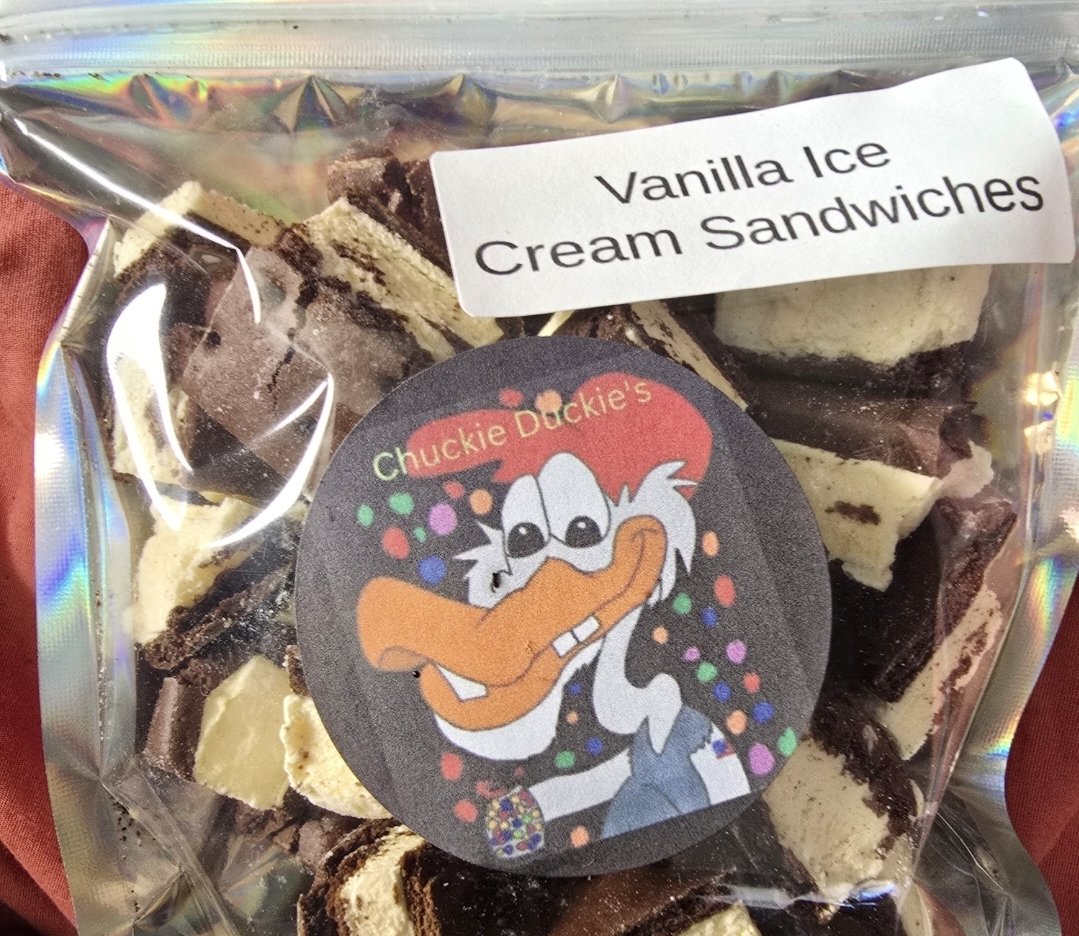 Vanilla Ice
Cream Sandwiches
Chuckie Duckie's